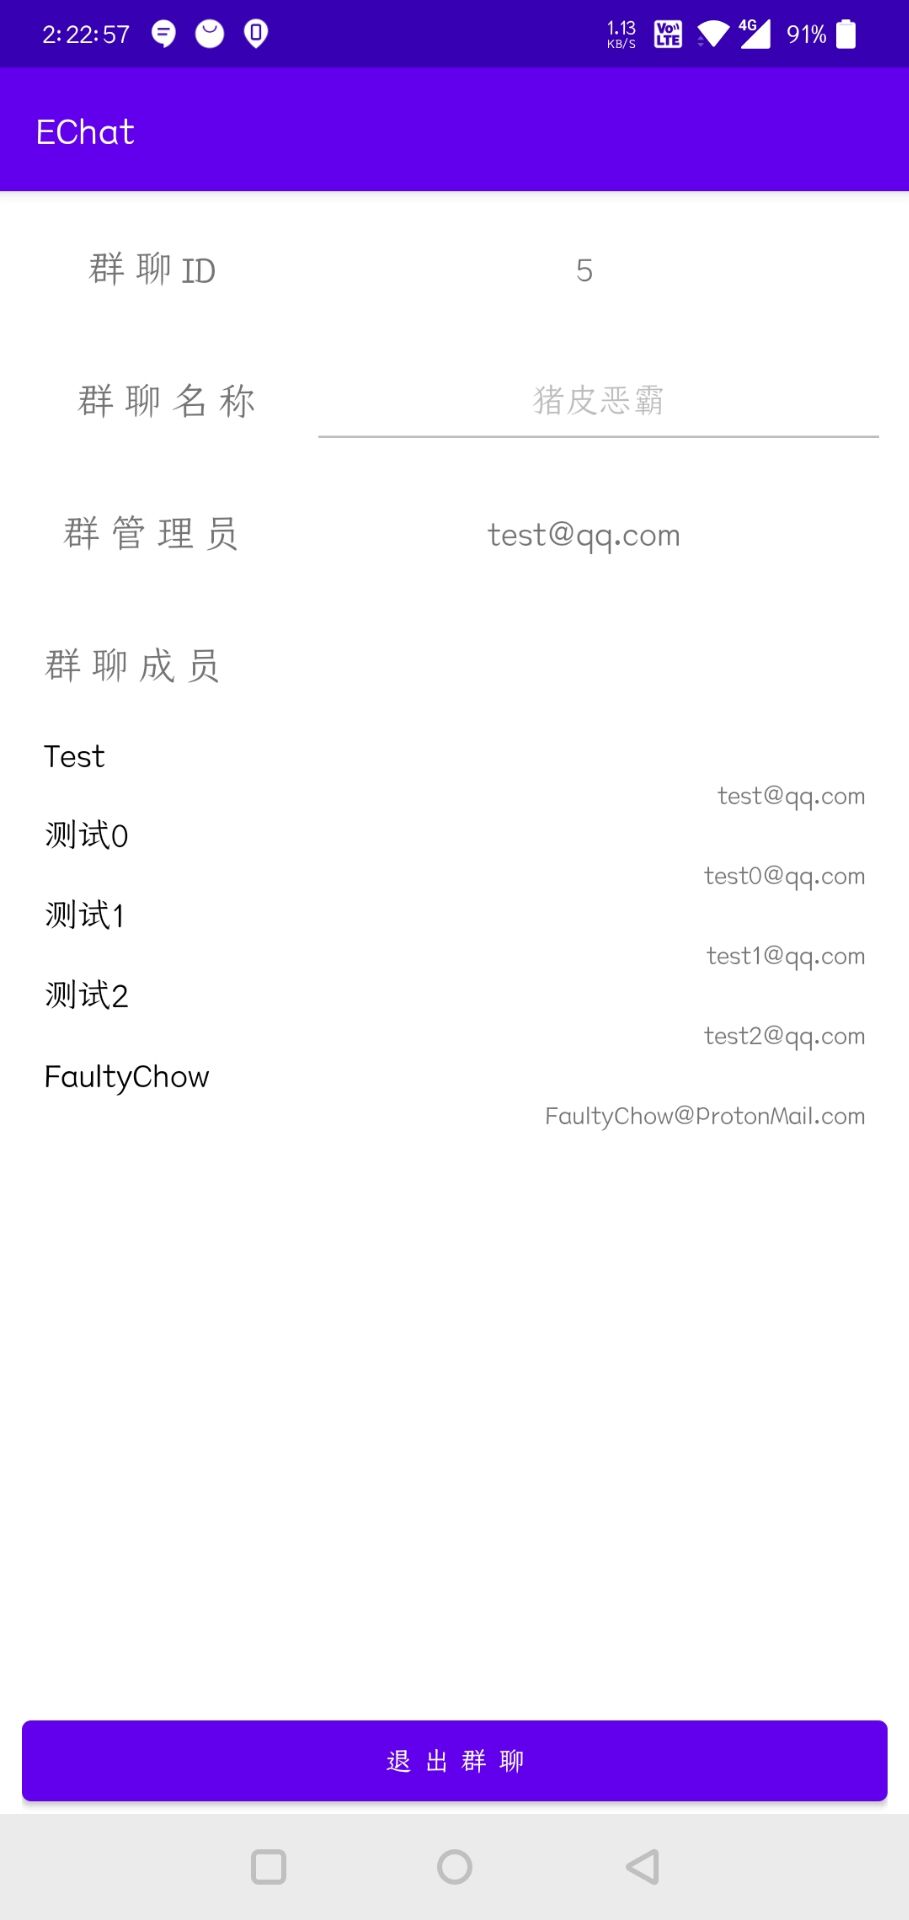 2:22:57 1.13 KB/S VoLTE 4G 91%
EChat
群聊ID 5
群聊名称 猪皮恶霸
群管理员 test@qq.com
群聊成员
Test
test@qq.com
测试0
test0@qq.com
测试1
test1@qq.com
测试2
test2@qq.com
FaultyChow
FaultyChow@ProtonMail.com
退出群聊